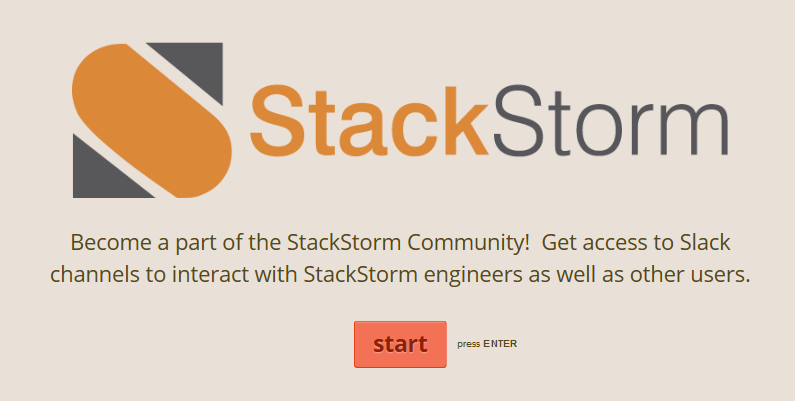 StackStorm
Become a part of the StackStorm Community!  Get access to Slack
channels to interact with StackStorm engineers as well as other users.
start press ENTER